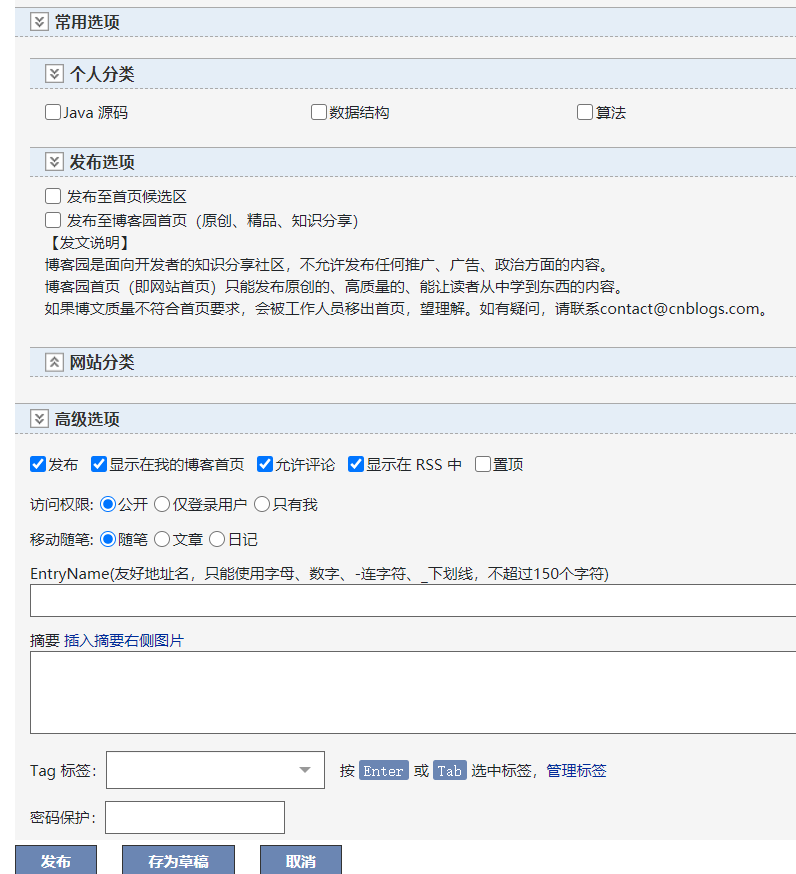 常用选项
个人分类
Java 源码 数据结构 算法
发布选项
发布至首页候选区
发布至博客园首页（原创、精品、知识分享）
【发文说明】
博客园是面向开发者的知识分享社区，不允许发布任何推广、广告、政治方面的内容。
博客园首页（即网站首页）只能发布原创的、高质量的、能让读者从中学到东西的内容。
如果博文质量不符合首页要求，会被工作人员移出首页，望理解。如有疑问，请联系contact@cnblogs.com。
网站分类
高级选项
发布 显示在我的博客首页 允许评论 显示在 RSS 中 置顶
访问权限: 公开 仅登录用户 只有我
移动随笔: 随笔 文章 日记
EntryName(友好地址名，只能使用字母、数字、-连字符、_下划线，不超过150个字符)
摘要 插入摘要右侧图片
Tag 标签： 按 Enter 或 Tab 选中标签，管理标签
密码保护：
发布 存为草稿 取消